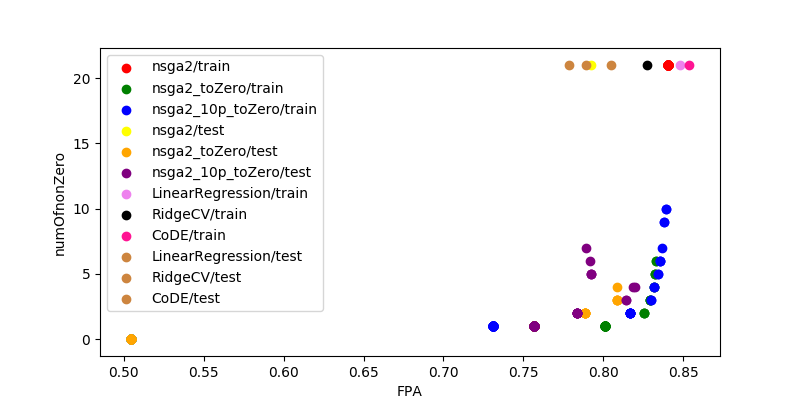 20
15
10
5
0
numOfnonZero
nsga2/train
nsga2_toZero/train
nsga2_10p_toZero/train
nsga2/test
nsga2_toZero/test
nsga2_10p_toZero/test
LinearRegression/train
RidgeCV/train
CoDE/train
LinearRegression/test
RidgeCV/test
CoDE/test
0.50 0.55 0.60 0.65 0.70 0.75 0.80 0.85
FPA